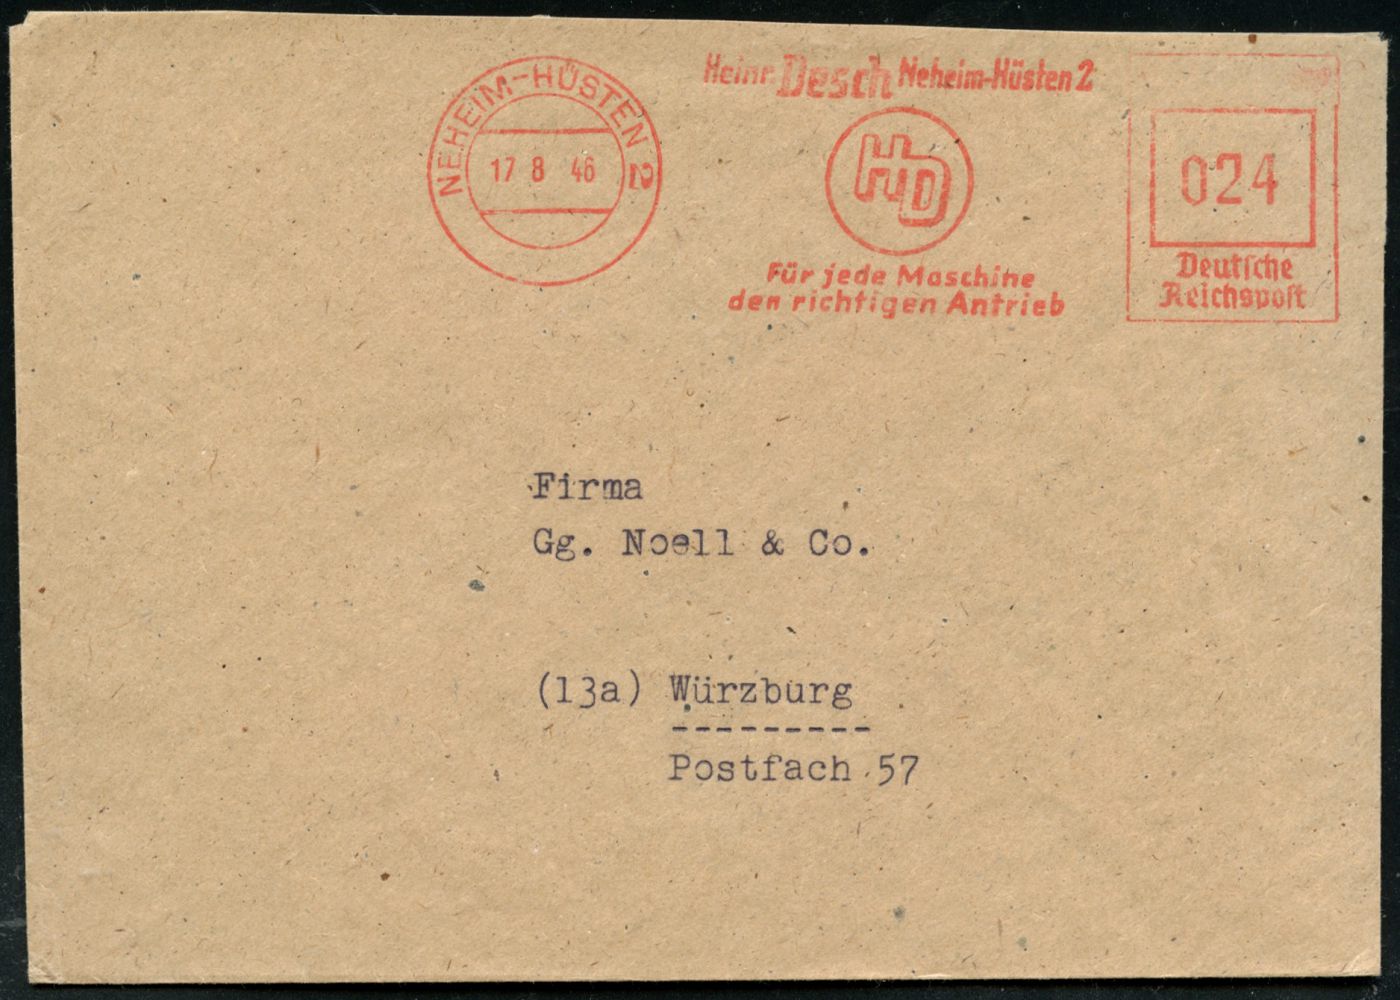 NEHEIM-HÜSTEN 2
17 8 46
Heinr. Desch Neheim-Hüsten 2
HD
Für jede Maschine
den richtigen Antrieb
024
Deutsche
Reichspost
Firma
Gg. Noell & Co.
(13a) Würzburg
---------
Postfach 57